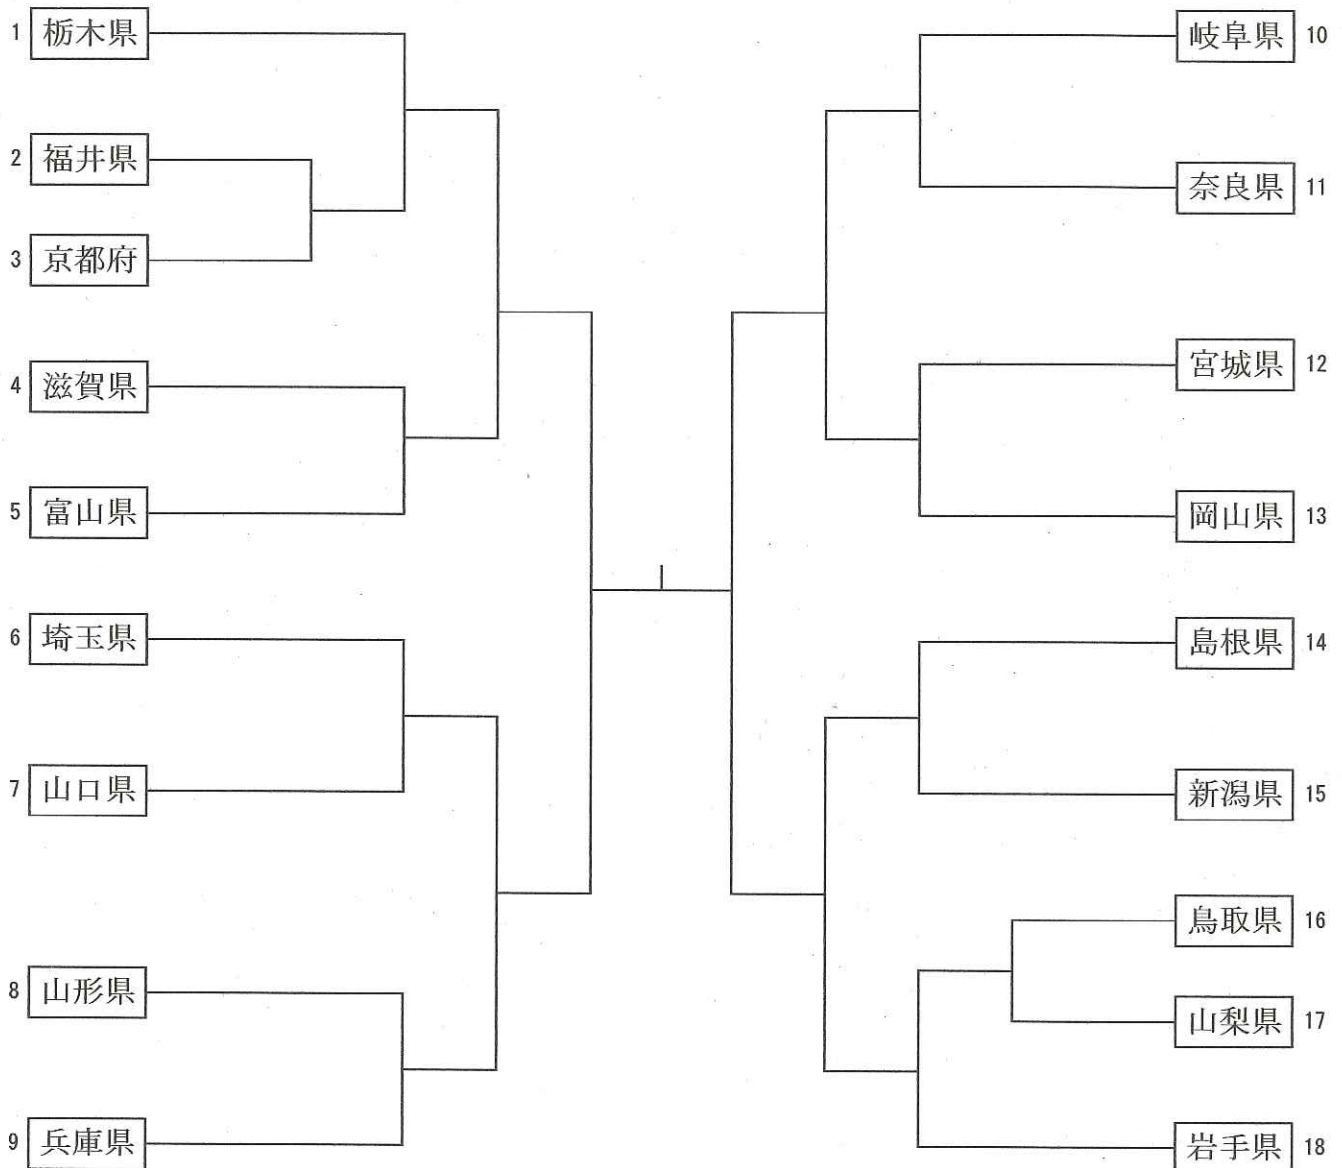 1 栃木県
2 福井県
3 京都府
4 滋賀県
5 富山県
6 埼玉県
7 山口県
8 山形県
9 兵庫県
岐阜県 10
奈良県 11
宮城県 12
岡山県 13
島根県 14
新潟県 15
鳥取県 16
山梨県 17
岩手県 18